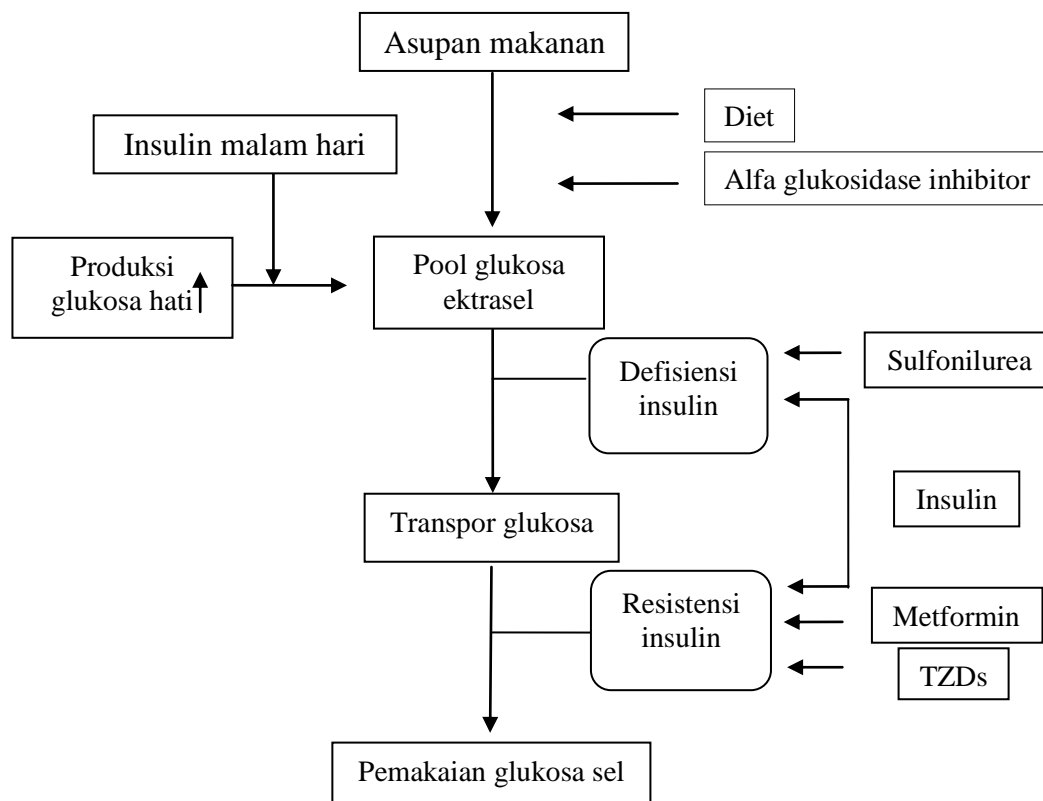 Asupan makanan
Diet
Insulin malam hari
Alfa glukosidase inhibitor
Produksi
glukosa hati
Pool glukosa
ektrasel
Defisiensi
insulin
Sulfonilurea
Transpor glukosa
Insulin
Resistensi
insulin
Metformin
TZDs
Pemakaian glukosa sel